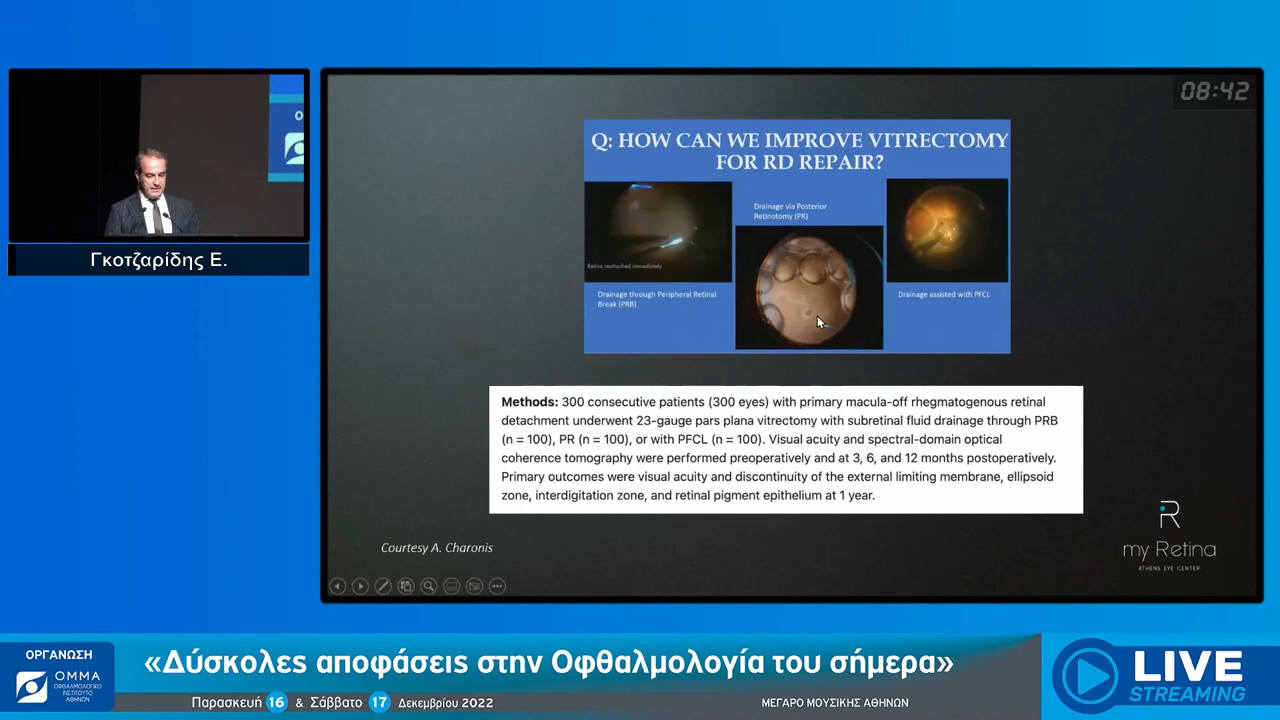 08:42
Q: HOW CAN WE IMPROVE VITRECTOMY
FOR RD REPAIR?
Drainage via Posterior
Retinotomy (PR)
Retina reattached immediately
Drainage through Peripheral Retinal
Break (PRB)
Drainage assisted with PFCL
Γκοτζαρίδης Ε.
Methods: 300 consecutive patients (300 eyes) with primary macula-off rhegmatogenous retinal
detachment underwent 23-gauge pars plana vitrectomy with subretinal fluid drainage through PRB
(n = 100), PR (n = 100), or with PFCL (n = 100). Visual acuity and spectral-domain optical
coherence tomography were performed preoperatively and at 3, 6, and 12 months postoperatively.
Primary outcomes were visual acuity and discontinuity of the external limiting membrane, ellipsoid
zone, interdigitation zone, and retinal pigment epithelium at 1 year.
Courtesy A. Charonis
my Retina
ATHENS EYE CENTER
ΟΡΓΑΝΩΣΗ
ΟΜΜΑ
ΟΦΘΑΛΜΟΛΟΓΙΚΟ
ΙΝΣΤΙΤΟΥΤΟ
ΑΘΗΝΩΝ
«Δύσκολες αποφάσεις στην Οφθαλμολογία του σήμερα»
Παρασκευή 16 & Σάββατο 17 Δεκεμβρίου 2022
ΜΕΓΑΡΟ ΜΟΥΣΙΚΗΣ ΑΘΗΝΩΝ
LIVE
STREAMING